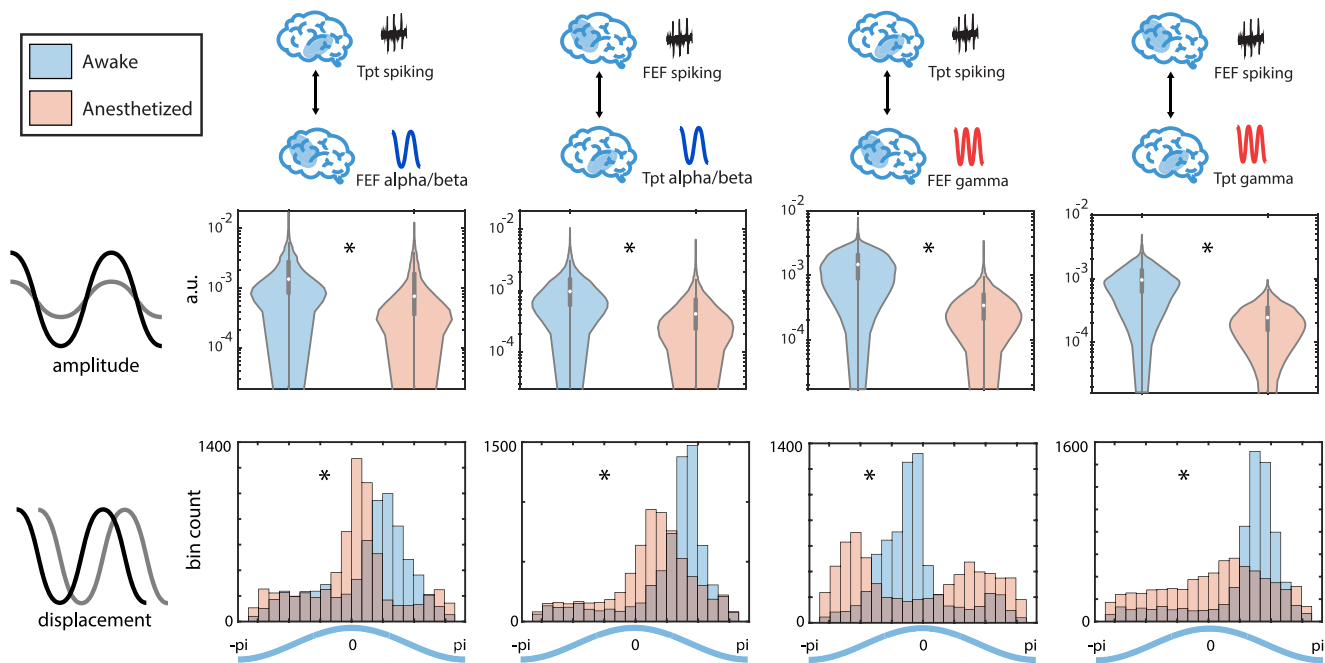 Awake
Anesthetized
Tpt spiking
FEF alpha/beta
FEF spiking
Tpt alpha/beta
Tpt spiking
FEF gamma
FEF spiking
Tpt gamma
amplitude
a.u.
10⁻²
10⁻³
10⁻⁴
*
10⁻²
10⁻³
10⁻⁴
*
10⁻²
10⁻³
10⁻⁴
*
10⁻²
10⁻³
10⁻⁴
*
displacement
bin count
1400
0
*
-pi 0 pi
1500
0
*
-pi 0 pi
1400
0
*
-pi 0 pi
1600
0
*
-pi 0 pi